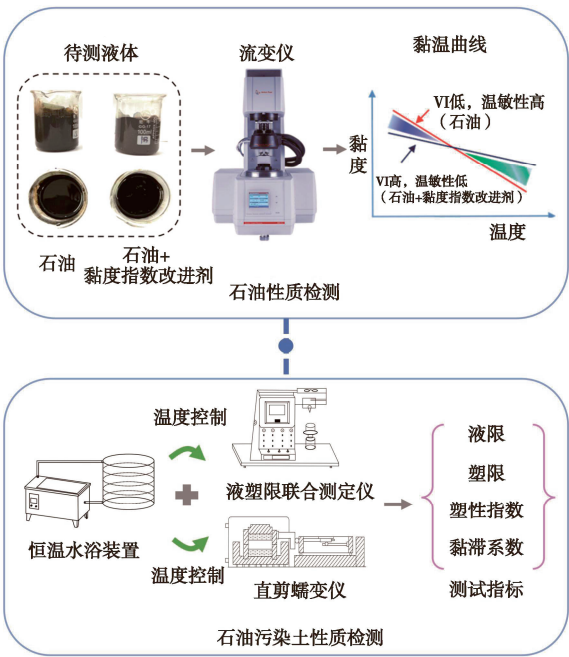 待测液体
流变仪
黏温曲线
石油
石油+
黏度指数改进剂
黏度
VI低，温敏性高
（石油）
VI高，温敏性低
（石油+黏度指数改进剂）
温度
石油性质检测
温度控制
恒温水浴装置
液塑限联合测定仪
温度控制
直剪蠕变仪
液限
塑限
塑性指数
黏滞系数
测试指标
石油污染土性质检测